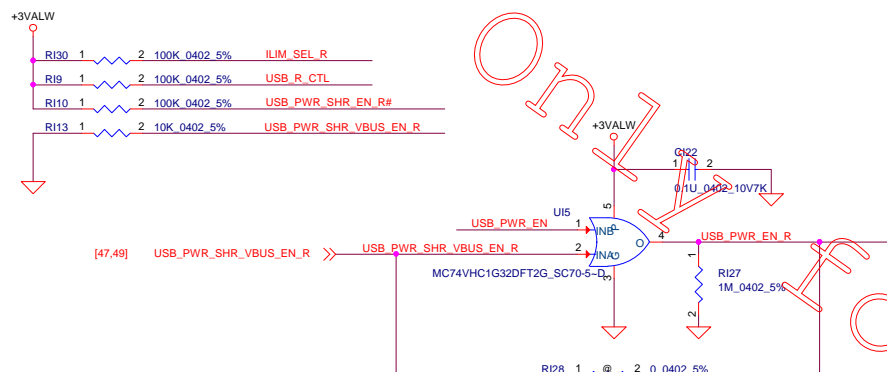 +3VALW
RI30 1 2 100K_0402_5% ILIM_SEL_R
RI9 1 2 100K_0402_5% USB_R_CTL
RI10 1 2 100K_0402_5% USB_PWR_SHR_EN_R#
RI13 1 2 10K_0402_5% USB_PWR_SHR_VBUS_EN_R
+3VALW
CI22
1 2
0.1U_0402_10V7K
UI5
5
USB_PWR_EN 1 INB P
O 4 USB_PWR_EN_R
[47,49] USB_PWR_SHR_VBUS_EN_R USB_PWR_SHR_VBUS_EN_R 2 INA G
3
MC74VHC1G32DFT2G_SC70-5~D
1
RI27
1M_0402_5%
2
RI28 1 @ 2 0_0402_5%
Only
fo